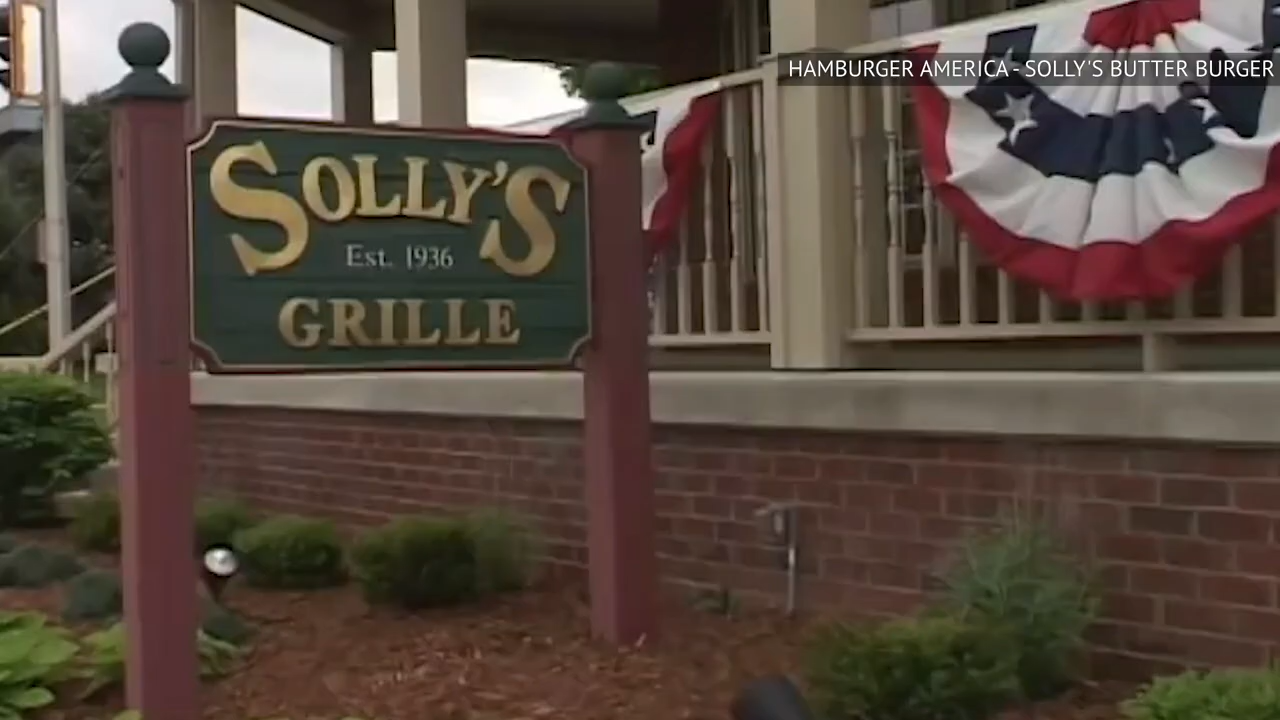 HAMBURGER AMERICA - SOLLY'S BUTTER BURGER
SOLLY'S
Est. 1936
GRILLE